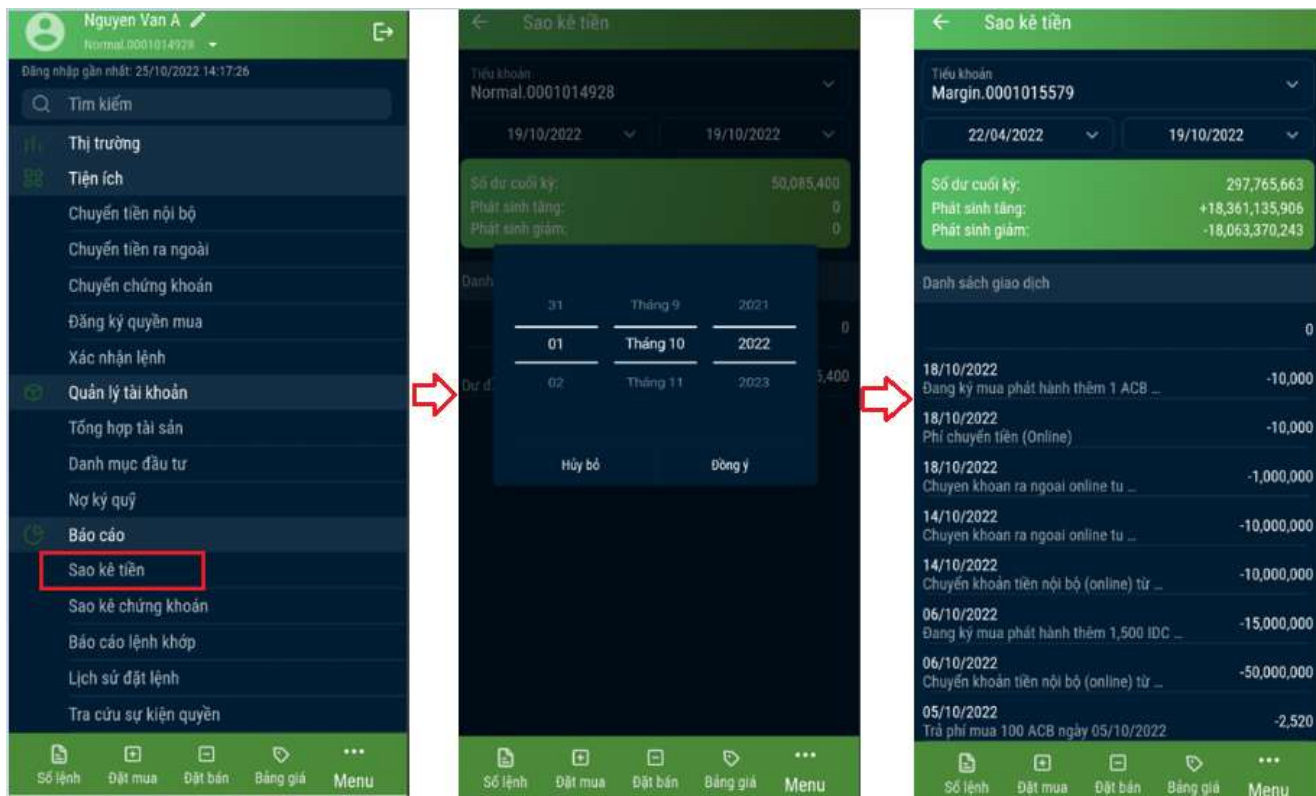 Nguyen Van A
Normal.0001014928
Đăng nhập gần nhất: 25/10/2022 14:17:26
Tìm kiếm
Thị trường
Tiện ích
Chuyển tiền nội bộ
Chuyển tiền ra ngoài
Chuyển chứng khoán
Đăng ký quyền mua
Xác nhận lệnh
Quản lý tài khoản
Tổng hợp tài sản
Danh mục đầu tư
Nợ ký quỹ
Báo cáo
Sao kê tiền
Sao kê chứng khoán
Báo cáo lệnh khớp
Lịch sử đặt lệnh
Tra cứu sự kiện quyền
Sổ lệnh Đặt mua Đặt bán Bảng giá Menu
Sao kê tiền
Tiểu khoản
Normal.0001014928
19/10/2022 19/10/2022
Số dư cuối kỳ: 50,085,400
Phát sinh tăng: 0
Phát sinh giảm: 0
Danh
31 Tháng 9 2021
0
01 Tháng 10 2022
Dư đ 5,400
02 Tháng 11 2023
Hủy bỏ Đồng ý
Sổ lệnh Đặt mua Đặt bán Bảng giá Menu
Sao kê tiền
Tiểu khoản
Margin.0001015579
22/04/2022 19/10/2022
Số dư cuối kỳ: 297,765,663
Phát sinh tăng: +18,361,135,906
Phát sinh giảm: -18,063,370,243
Danh sách giao dịch
0
18/10/2022
Đang ký mua phát hành thêm 1 ACB ... -10,000
18/10/2022
Phí chuyển tiền (Online) -10,000
18/10/2022
Chuyen khoan ra ngoai online tu ... -1,000,000
14/10/2022
Chuyen khoan ra ngoai online tu ... -10,000,000
14/10/2022
Chuyển khoản tiền nội bộ (online) từ ... -10,000,000
06/10/2022
Đang ký mua phát hành thêm 1,500 IDC ... -15,000,000
06/10/2022
Chuyển khoản tiền nội bộ (online) từ ... -50,000,000
05/10/2022
Trả phí mua 100 ACB ngày 05/10/2022 -2,520
Sổ lệnh Đặt mua Đặt bán Bảng giá Menu